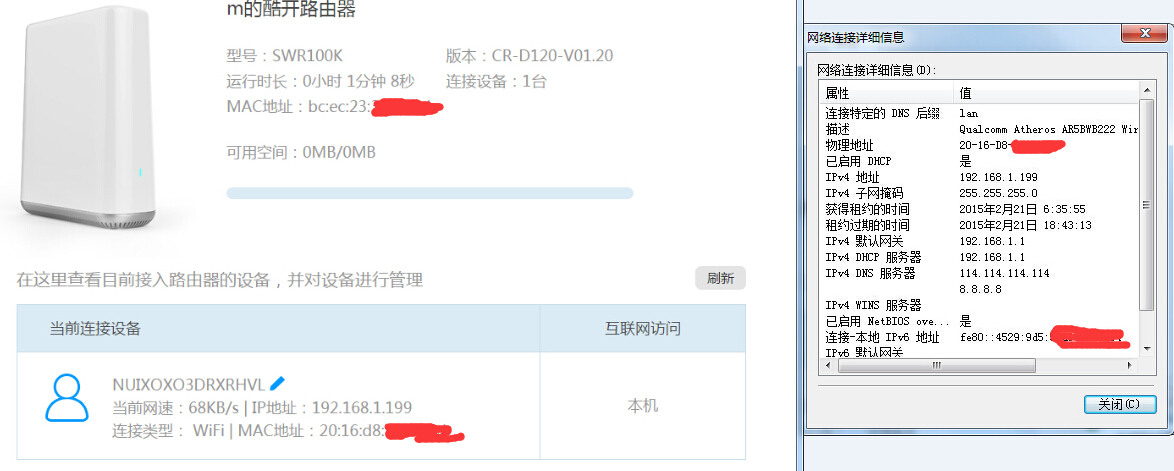 m的酷开路由器
型号：SWR100K 版本：CR-D120-V01.20
运行时长：0小时 1分钟 8秒 连接设备：1台
MAC地址：bc:ec:23:
可用空间：0MB/0MB
在这里查看目前接入路由器的设备，并对设备进行管理 刷新
当前连接设备 互联网访问
NUIXOXO3DRXRHVL
当前网速：68KB/s | IP地址：192.168.1.199
连接类型： WiFi | MAC地址：20:16:d8:
本机
网络连接详细信息
网络连接详细信息(D):
属性 值
连接特定的 DNS 后缀 lan
描述 Qualcomm Atheros AR5BWB222 Wir
物理地址 20-16-D8-
已启用 DHCP 是
IPv4 地址 192.168.1.199
IPv4 子网掩码 255.255.255.0
获得租约的时间 2015年2月21日 6:35:55
租约过期的时间 2015年2月21日 18:43:13
IPv4 默认网关 192.168.1.1
IPv4 DHCP 服务器 192.168.1.1
IPv4 DNS 服务器 114.114.114.114
8.8.8.8
IPv4 WINS 服务器
已启用 NetBIOS ove... 是
连接-本地 IPv6 地址 fe80::4529:9d5:
IPv6 默认网关
关闭(C)